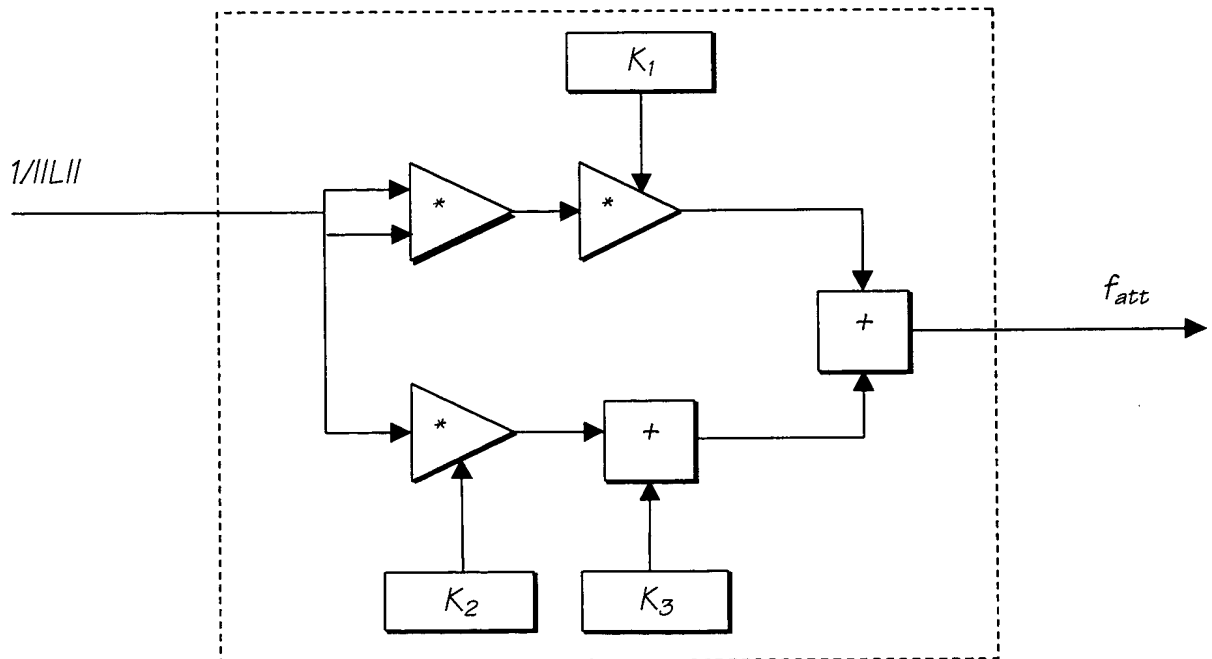 K₁
1/||L||
*
*
+
f_att
*
+
K₂
K₃